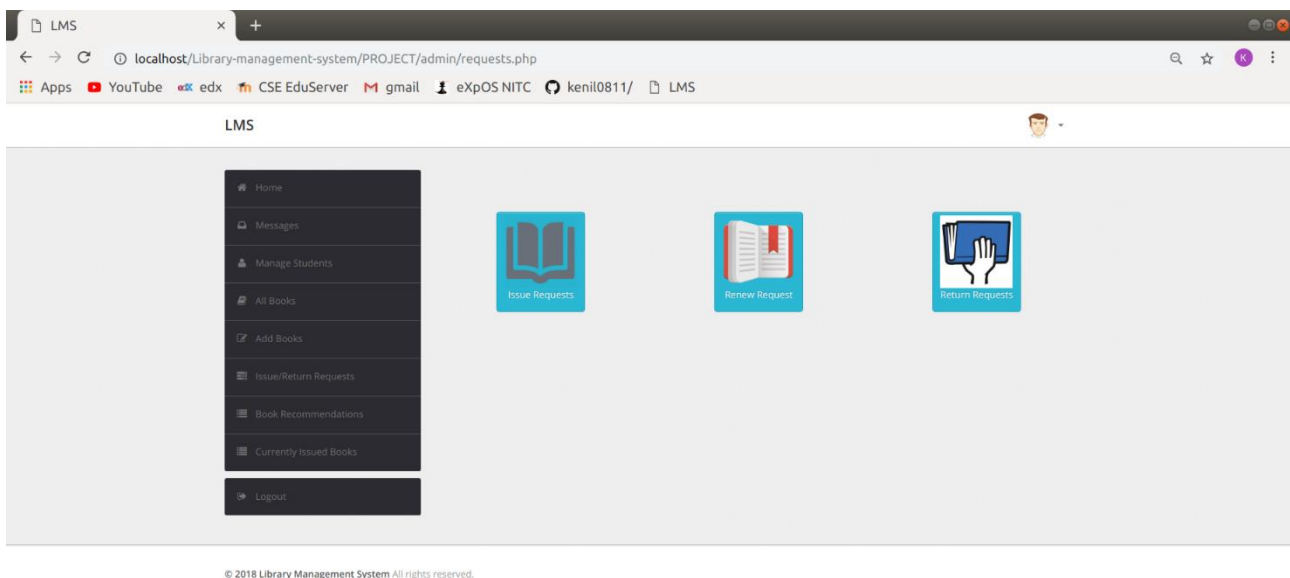 LMS
localhost/Library-management-system/PROJECT/admin/requests.php
K
Apps YouTube edX edx CSE EduServer gmail eXpOS NITC kenil0811/ LMS
LMS
Home
Messages
Manage Students
All Books
Add Books
Issue/Return Requests
Book Recommendations
Currently Issued Books
Logout
Issue Requests
Renew Request
Return Requests
© 2018 Library Management System All rights reserved.